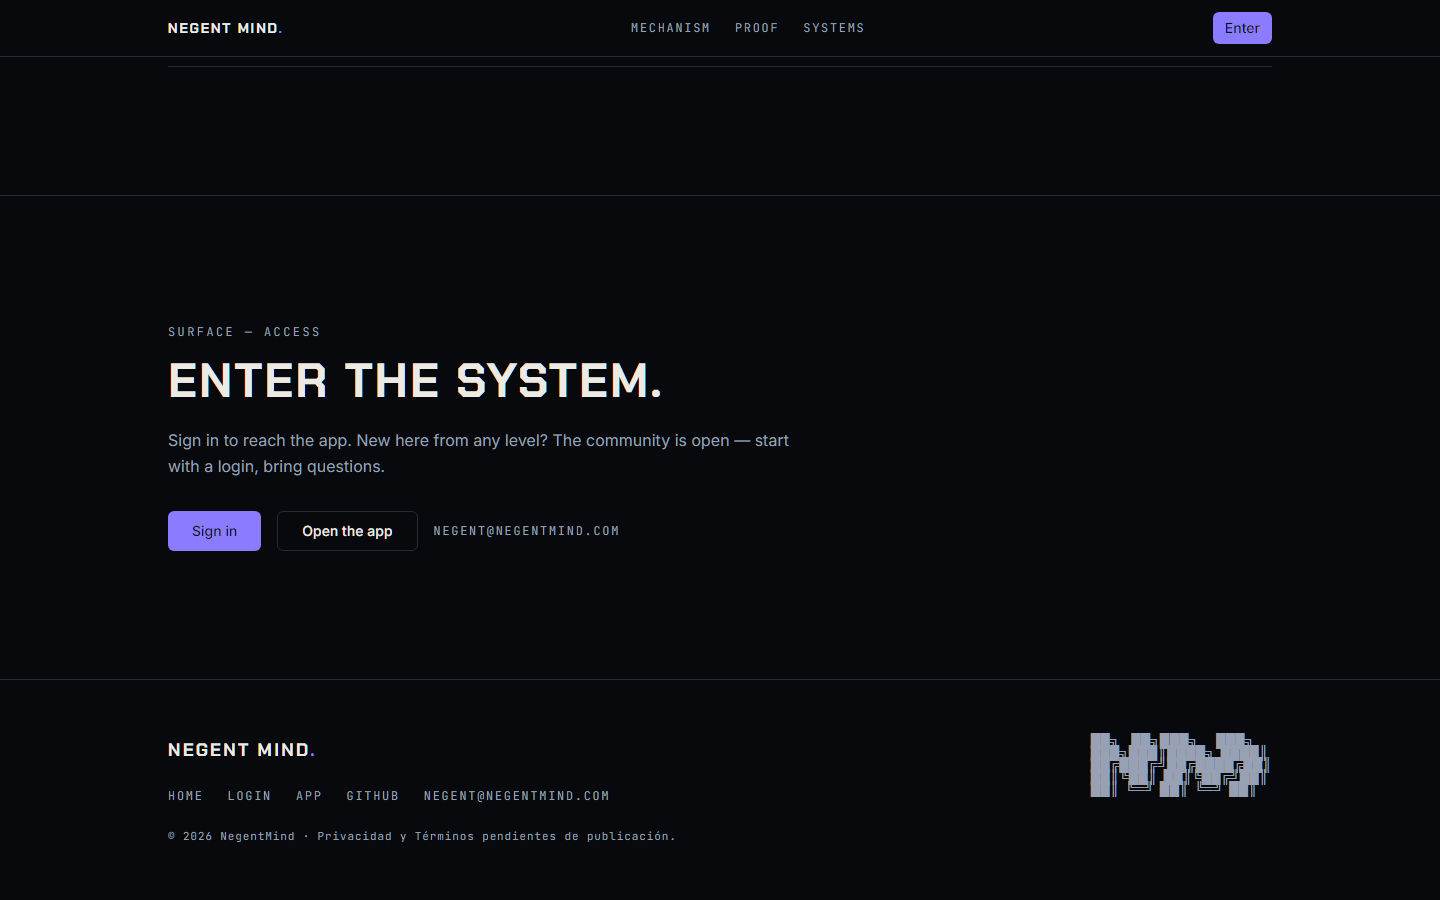 NEGENT MIND.
MECHANISM PROOF SYSTEMS
Enter
SURFACE — ACCESS
ENTER THE SYSTEM.
Sign in to reach the app. New here from any level? The community is open — start
with a login, bring questions.
Sign in
Open the app
NEGENT@NEGENTMIND.COM
NEGENT MIND.
HOME LOGIN APP GITHUB NEGENT@NEGENTMIND.COM
© 2026 NegentMind · Privacidad y Términos pendientes de publicación.